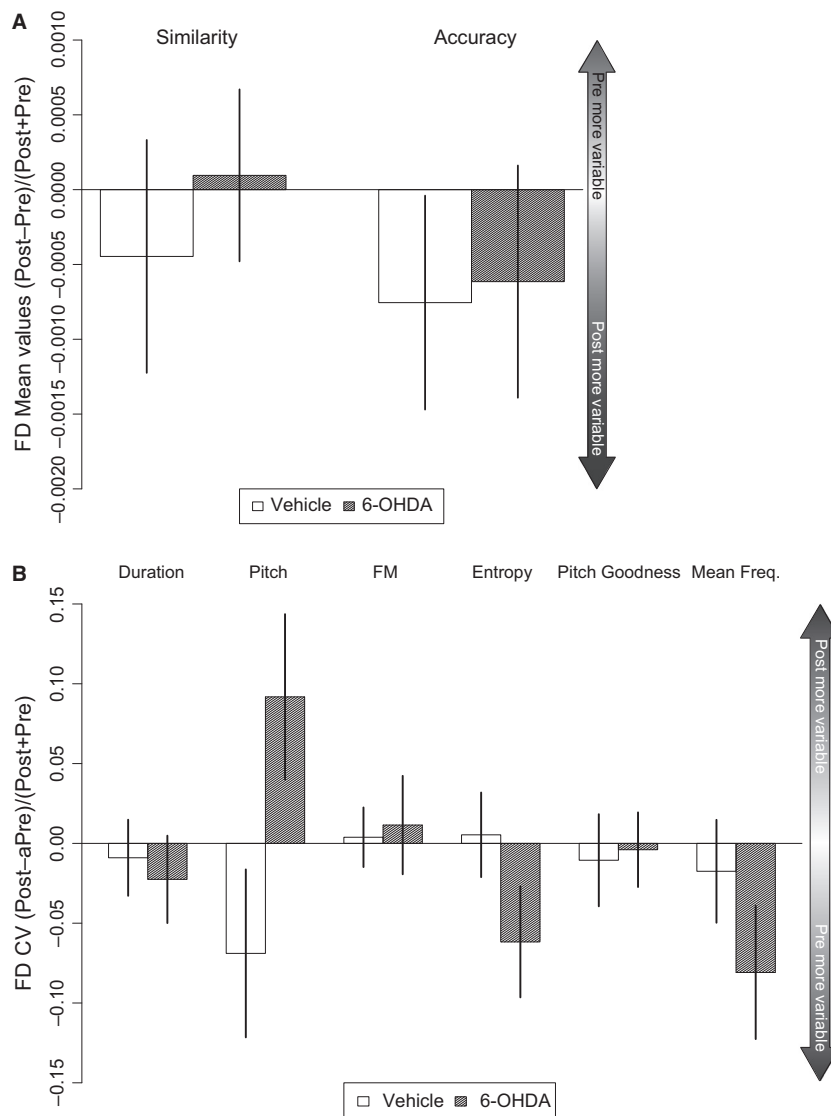 A
Similarity
Accuracy
FD Mean values (Post–Pre)/(Post+Pre)
0.0010
0.0005
0.0000
−0.0005
−0.0010
−0.0015
−0.0020
Pre more variable
Post more variable
Vehicle 6-OHDA
B
Duration Pitch FM Entropy Pitch Goodness Mean Freq.
FD CV (Post–aPre)/(Post+Pre)
0.15
0.10
0.05
0.00
−0.05
−0.10
−0.15
Post more variable
Pre more variable
Vehicle 6-OHDA